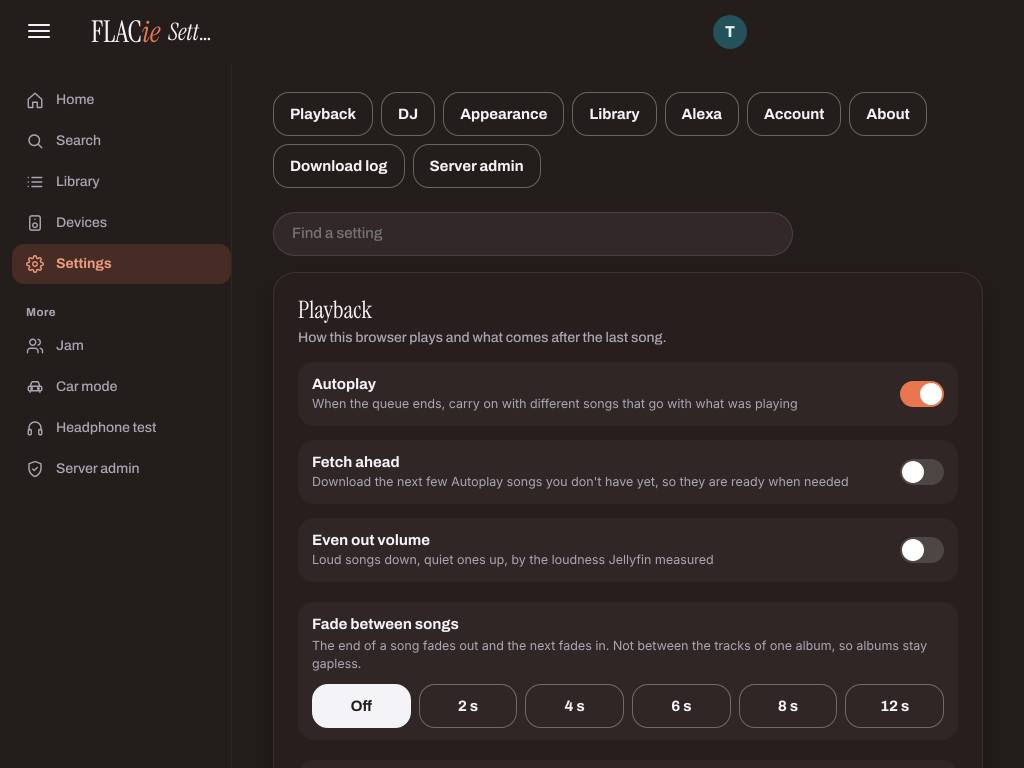 FLACie Sett...
T
Home
Search
Library
Devices
Settings
More
Jam
Car mode
Headphone test
Server admin
Playback
DJ
Appearance
Library
Alexa
Account
About
Download log
Server admin
Find a setting
Playback
How this browser plays and what comes after the last song.
Autoplay
When the queue ends, carry on with different songs that go with what was playing
Fetch ahead
Download the next few Autoplay songs you don't have yet, so they are ready when needed
Even out volume
Loud songs down, quiet ones up, by the loudness Jellyfin measured
Fade between songs
The end of a song fades out and the next fades in. Not between the tracks of one album, so albums stay
gapless.
Off
2 s
4 s
6 s
8 s
12 s